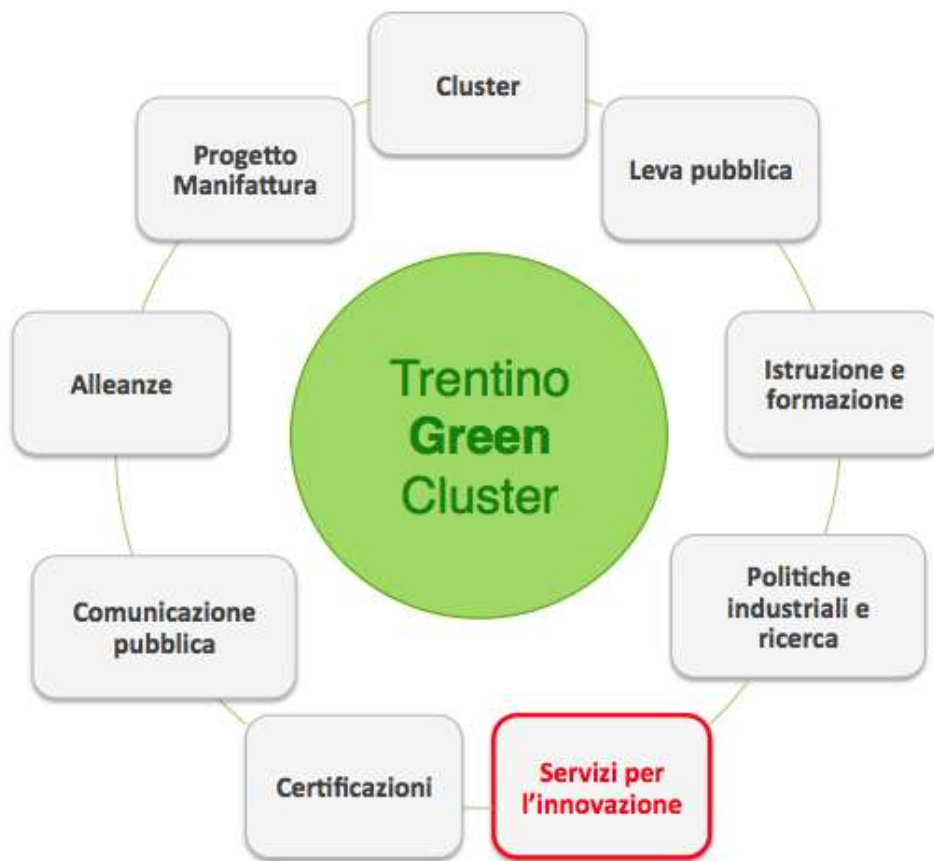 Cluster
Progetto
Manifattura
Leva pubblica
Alleanze
Trentino
Green
Cluster
Istruzione e
formazione
Comunicazione
pubblica
Politiche
industriali e
ricerca
Certificazioni
Servizi per
l’innovazione